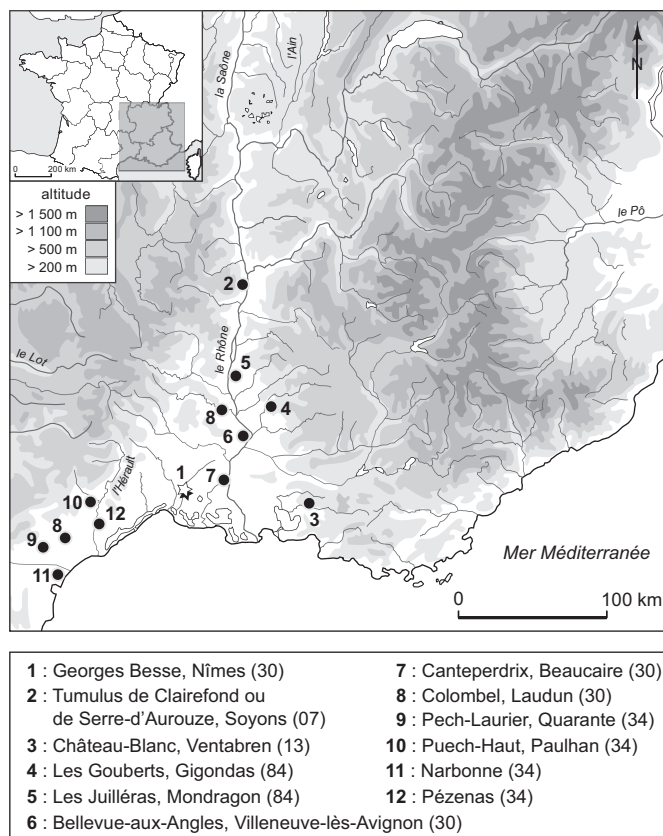 la Saône
l'Ain
N
0 200 km
altitude
> 1 500 m
> 1 100 m
> 500 m
> 200 m
le Pô
2
le Lot
le Rhône
5
8
4
6
l'Hérault
1
7
10
12
3
8
9
11
Mer Méditerranée
0 100 km
1 : Georges Besse, Nîmes (30)
2 : Tumulus de Clairefond ou
de Serre-d'Aurouze, Soyons (07)
3 : Château-Blanc, Ventabren (13)
4 : Les Gouberts, Gigondas (84)
5 : Les Juilléras, Mondragon (84)
6 : Bellevue-aux-Angles, Villeneuve-lès-Avignon (30)
7 : Canteperdrix, Beaucaire (30)
8 : Colombel, Laudun (30)
9 : Pech-Laurier, Quarante (34)
10 : Puech-Haut, Paulhan (34)
11 : Narbonne (34)
12 : Pézenas (34)